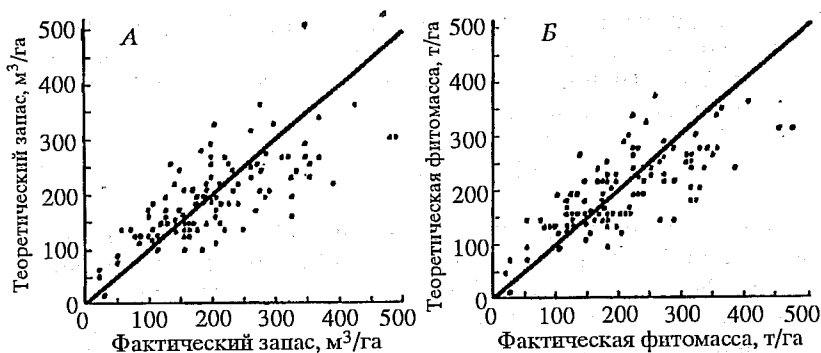 А
Теоретический запас, м³/га
500
400
300
200
100
0
0 100 200 300 400 500
Фактический запас, м³/га
Б
Теоретическая фитомасса, т/га
500
400
300
200
100
0
0 100 200 300 400 500
Фактическая фитомасса, т/га